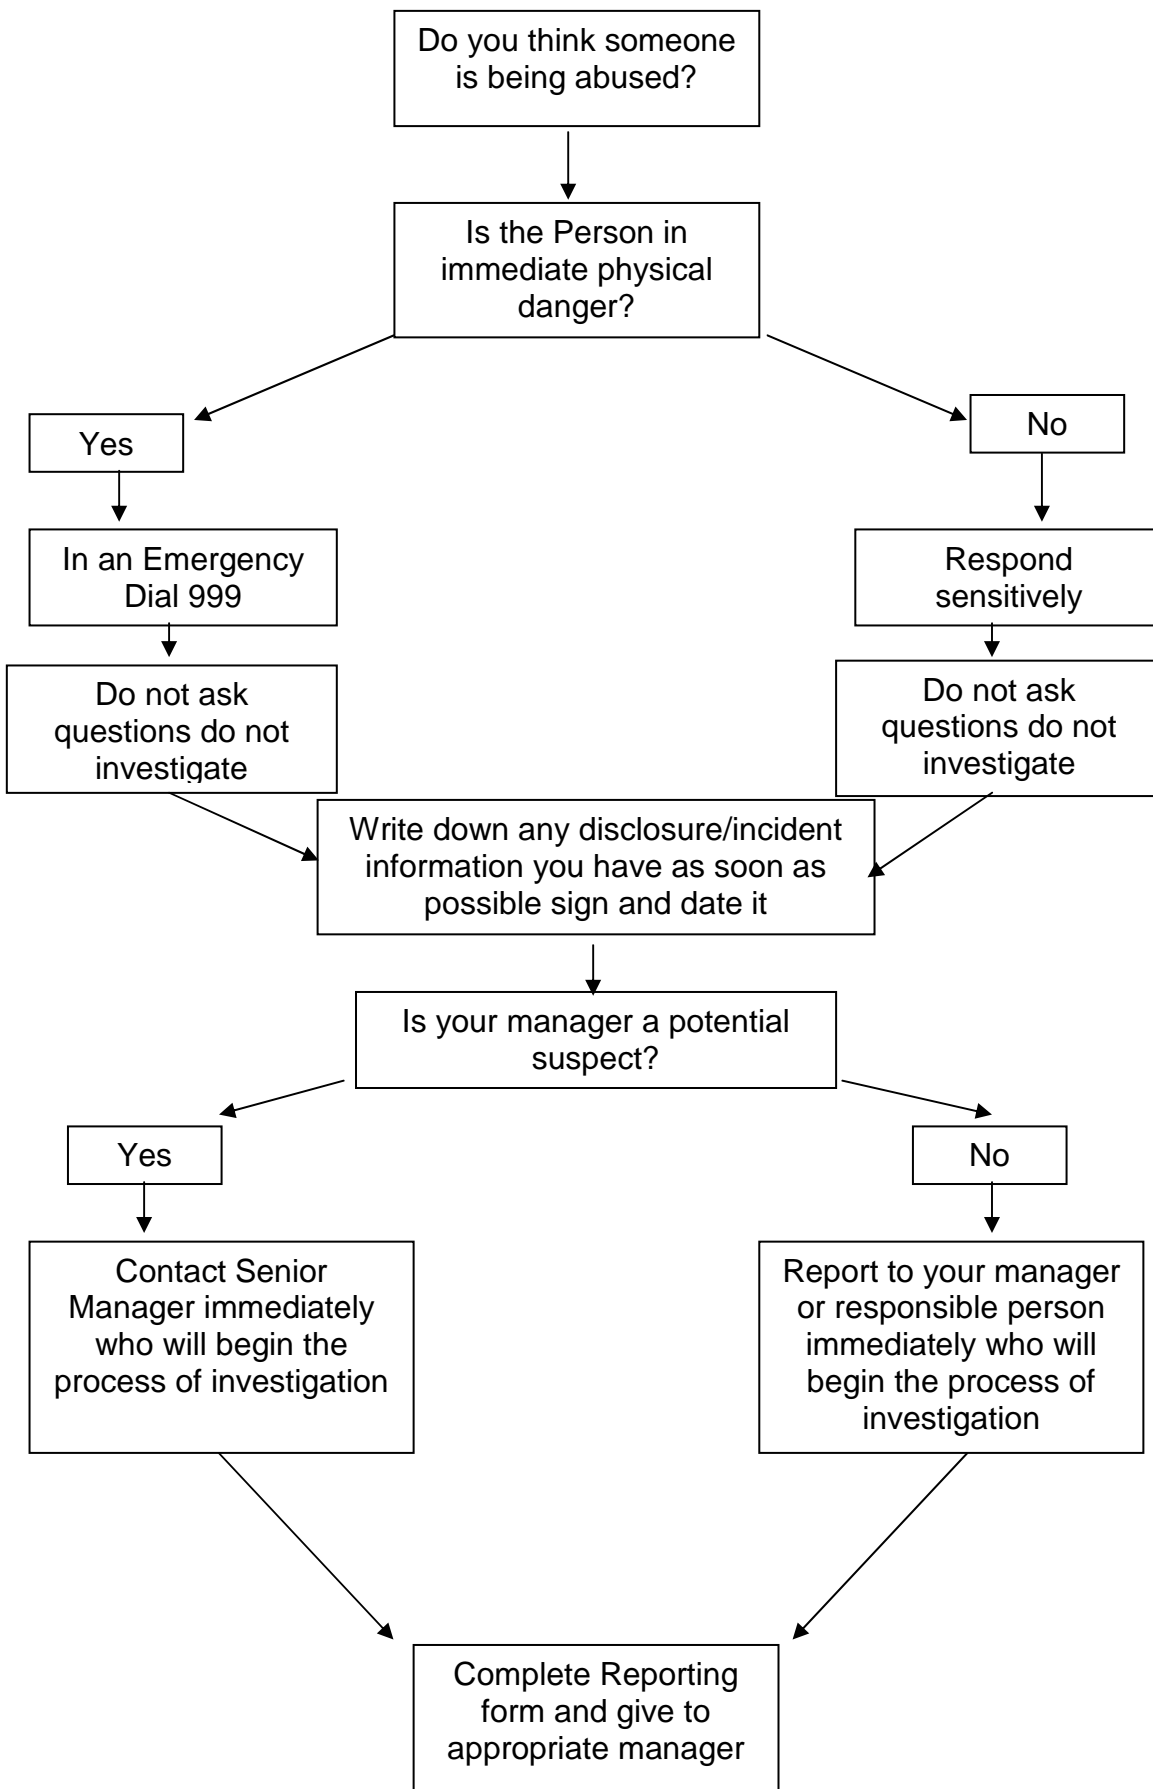 Do you think someone
is being abused?
Is the Person in
immediate physical
danger?
Yes
No
In an Emergency
Dial 999
Respond
sensitively
Do not ask
questions do not
investigate
Do not ask
questions do not
investigate
Write down any disclosure/incident
information you have as soon as
possible sign and date it
Is your manager a potential
suspect?
Yes
No
Contact Senior
Manager immediately
who will begin the
process of investigation
Report to your manager
or responsible person
immediately who will
begin the process of
investigation
Complete Reporting
form and give to
appropriate manager